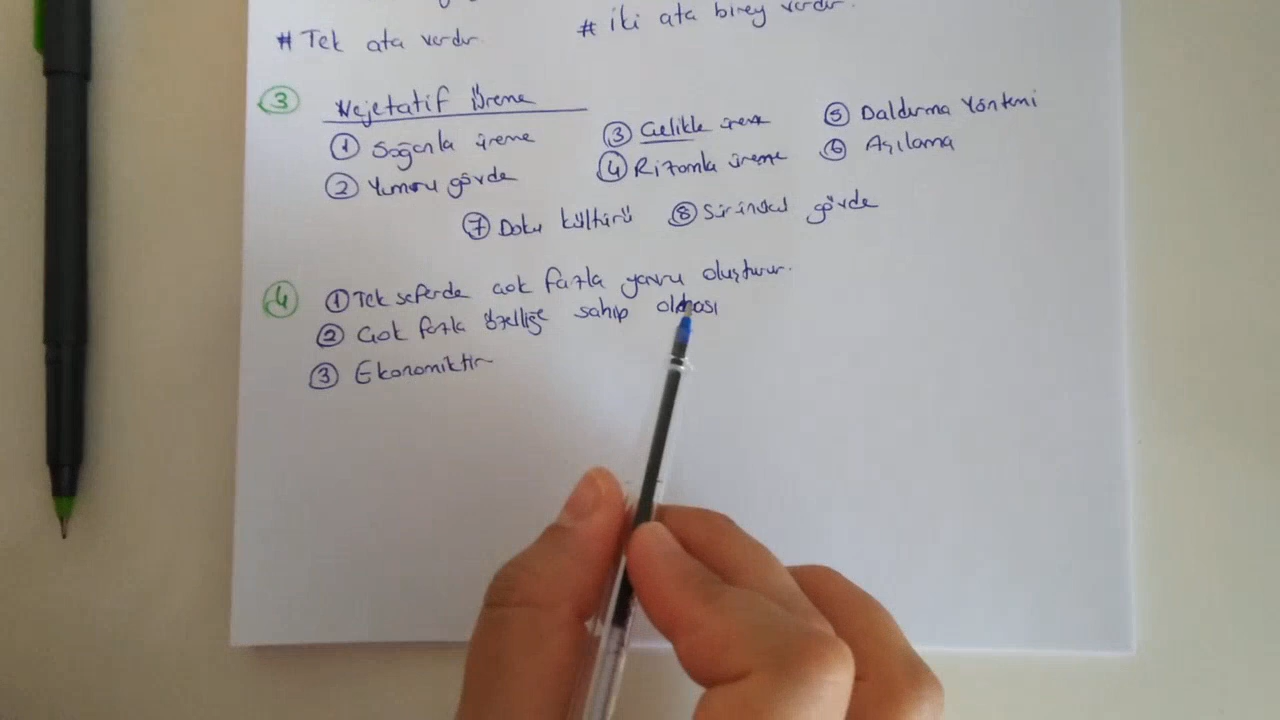 # Tek ata vardır.
# İki ata birey vardır.
③ Vejetatif Üreme
① Soğanla üreme
② Yumru gövde
③ Çelikle üreme
④ Rizomla üreme
⑤ Daldırma Yöntemi
⑥ Aşılama
⑦ Doku kültürü
⑧ Sürünücü gövde
④ ① Tek seferde çok fazla yavru oluşturur.
② Çok fazla özelliğe sahip olması
③ Ekonomiktir